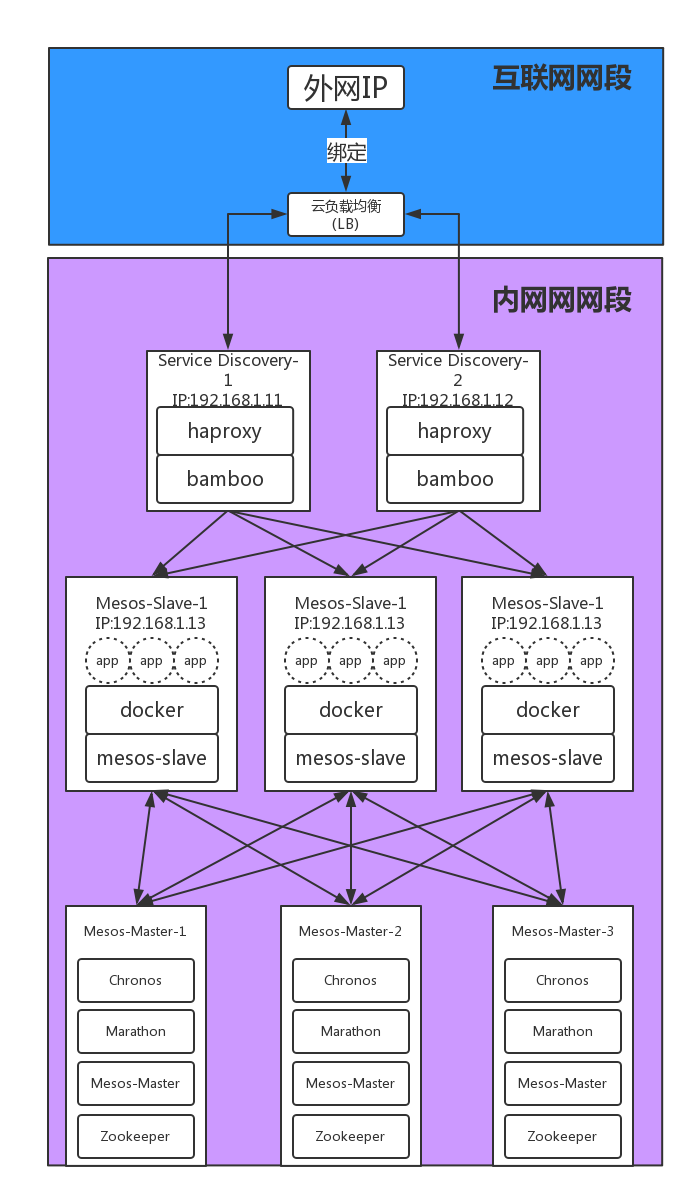 互联网网段
外网IP
绑定
云负载均衡
(LB)
内网网网段
Service Discovery-
1
IP:192.168.1.11
haproxy
bamboo
Service Discovery-
2
IP:192.168.1.12
haproxy
bamboo
Mesos-Slave-1
IP:192.168.1.13
app app app
docker
mesos-slave
Mesos-Slave-1
IP:192.168.1.13
app app app
docker
mesos-slave
Mesos-Slave-1
IP:192.168.1.13
app app app
docker
mesos-slave
Mesos-Master-1
Chronos
Marathon
Mesos-Master
Zookeeper
Mesos-Master-2
Chronos
Marathon
Mesos-Master
Zookeeper
Mesos-Master-3
Chronos
Marathon
Mesos-Master
Zookeeper